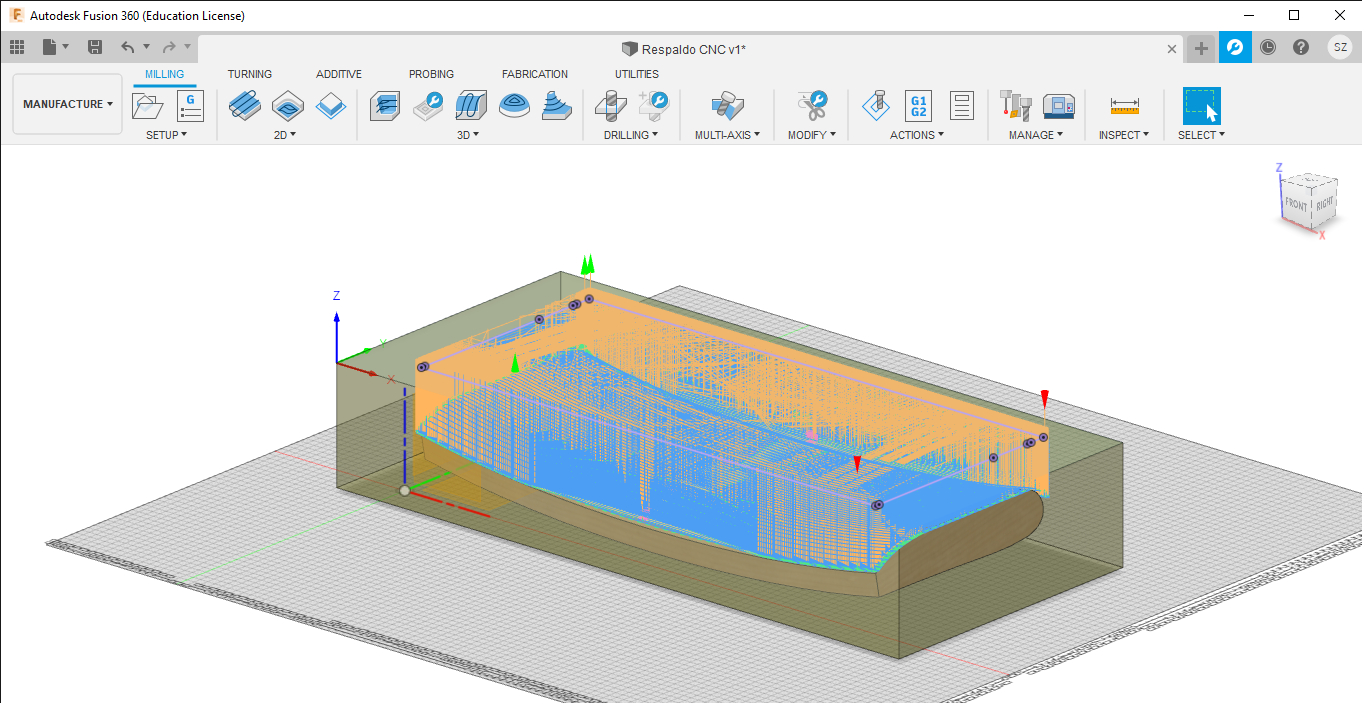 F Autodesk Fusion 360 (Education License)
Respaldo CNC v1*
SZ
MILLING TURNING ADDITIVE PROBING FABRICATION UTILITIES
MANUFACTURE
G
G1
G2
SETUP 2D 3D DRILLING MULTI-AXIS MODIFY ACTIONS MANAGE INSPECT SELECT
Z
FRONT RIGHT
X
Z
Y
X